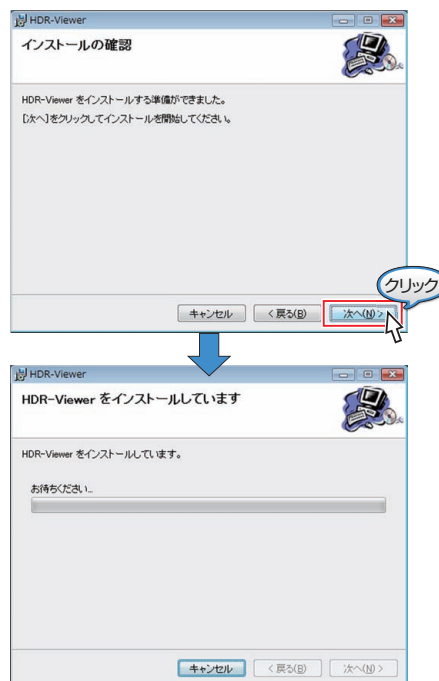 HDR-Viewer
インストールの確認
HDR-Viewer をインストールする準備ができました。
[次へ]をクリックしてインストールを開始してください。
クリック
キャンセル
< 戻る(B)
次へ(N) >
HDR-Viewer
HDR-Viewer をインストールしています
HDR-Viewer をインストールしています。
お待ちください...
キャンセル
< 戻る(B)
次へ(N) >